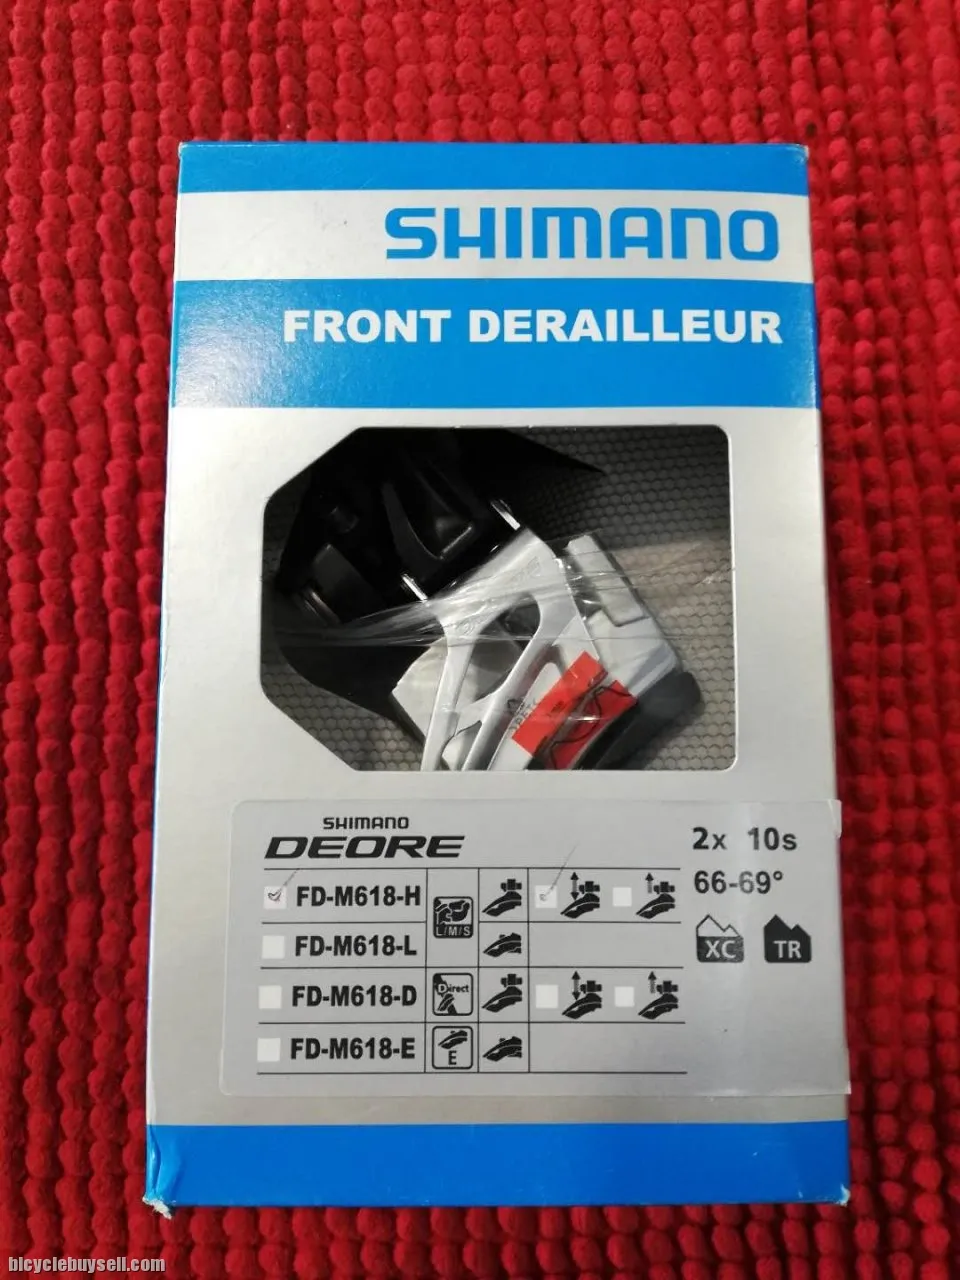 SHIMANO
FRONT DERAILLEUR
SHIMANO
DEORE
2x 10s
66-69°
FD-M618-H
L/M/S
XC
TR
FD-M618-L
FD-M618-D
Direct
FD-M618-E
E
bicyclebuysell.com